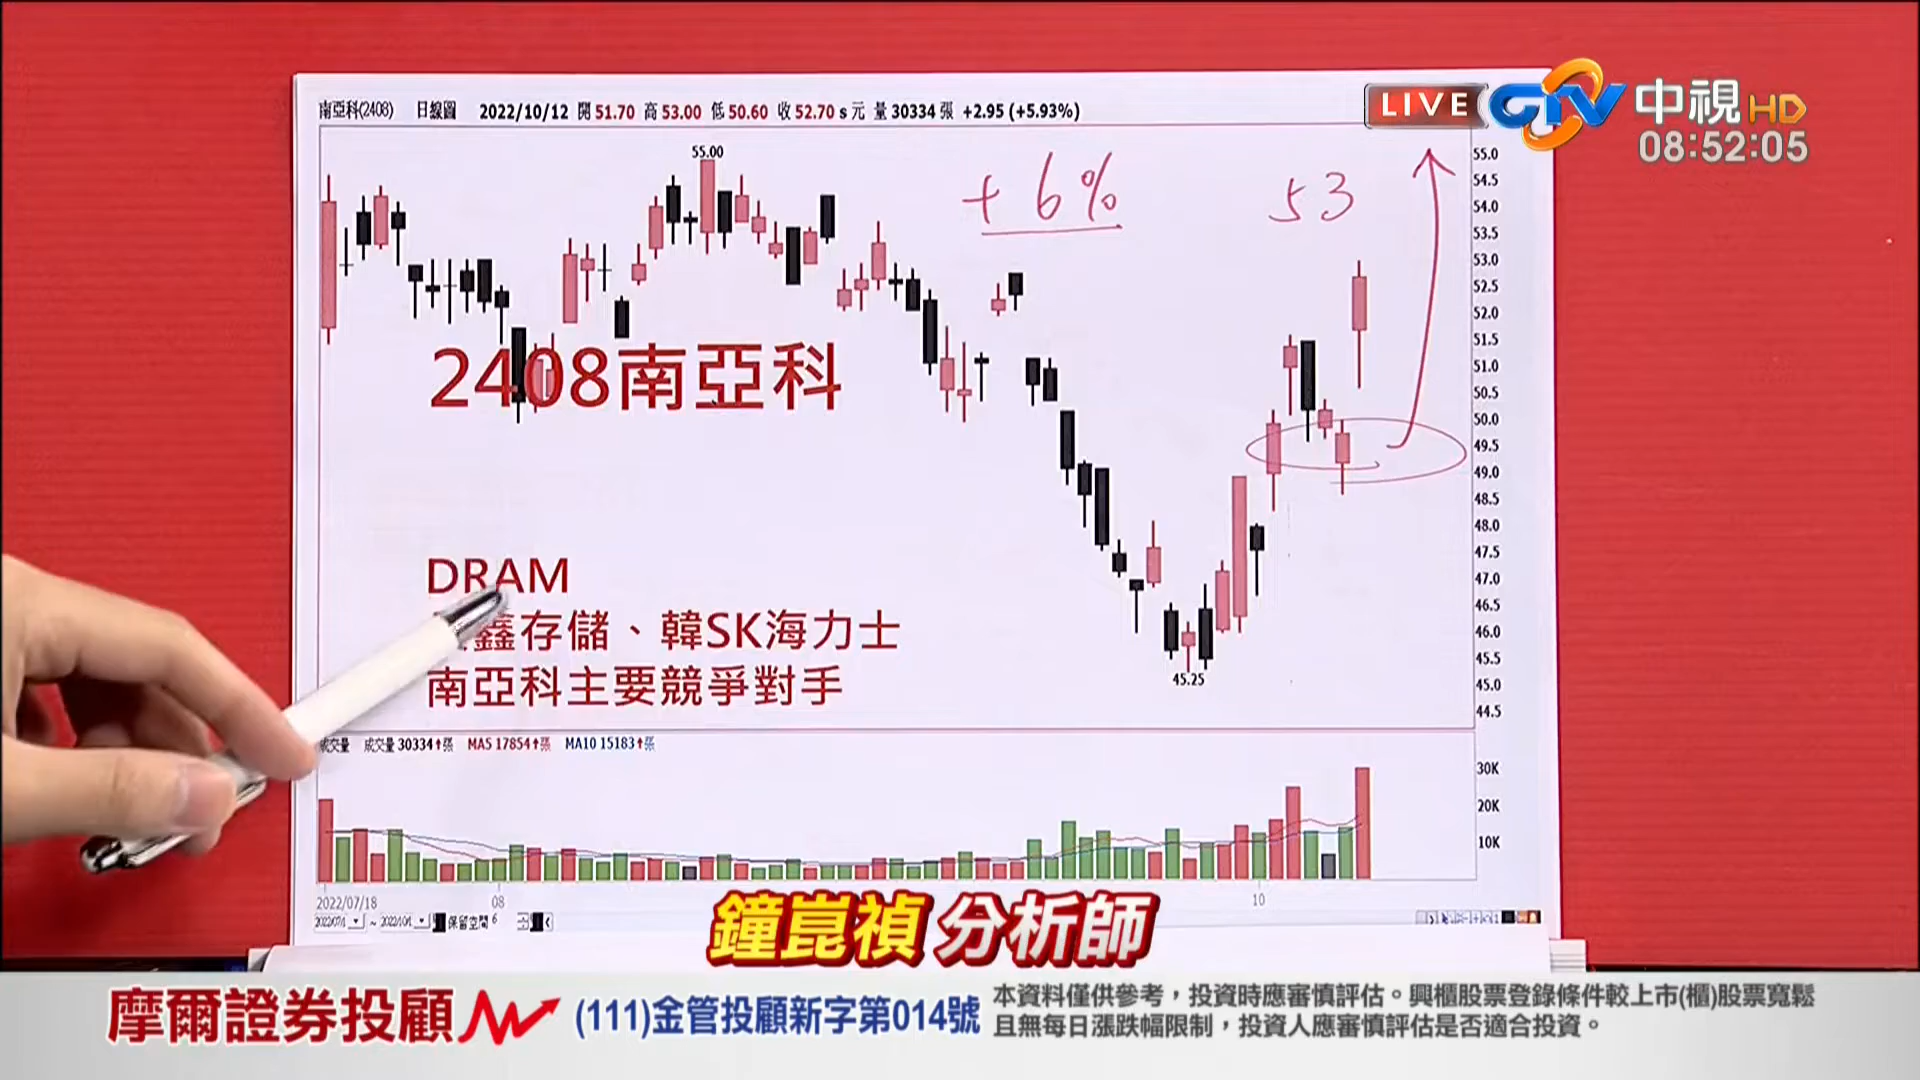 南亞科(2408) 日線圖 2022/10/12 開 51.70 高 53.00 低 50.60 收 52.70 s 元 量 30334 張 +2.95 (+5.93%)
LIVE CTV 中視HD
08:52:05
55.00
+6%
53
55.0
54.5
54.0
53.5
53.0
52.5
52.0
51.5
51.0
50.5
50.0
49.5
49.0
48.5
48.0
47.5
47.0
46.5
46.0
45.5
45.0
44.5
2408南亞科
DRAM
鑫存儲、韓SK海力士
南亞科主要競爭對手
45.25
成交量 成交量 30334↑張 MA5 17854↑張 MA10 15183↑張
30K
20K
10K
2022/07/18 08 10
保留空間 6
鐘崑禎 分析師
摩爾證券投顧 (111)金管投顧新字第014號
本資料僅供參考，投資時應審慎評估。興櫃股票登錄條件較上市(櫃)股票寬鬆
且無每日漲跌幅限制，投資人應審慎評估是否適合投資。